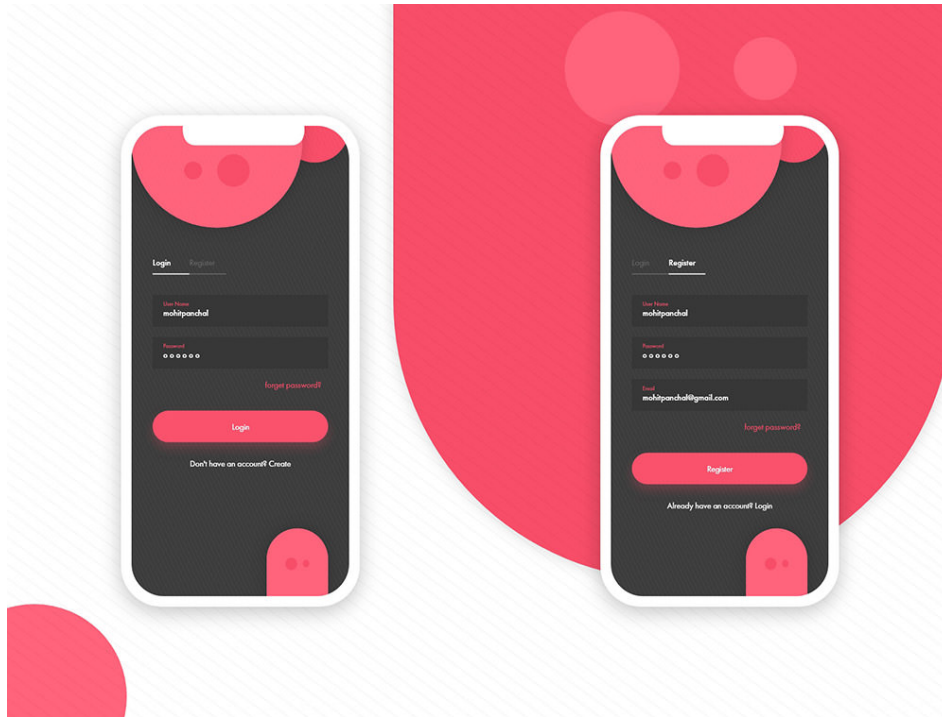 Login Register
User Name
mohitpanchal
Password
forget password?
Login
Don't have an account? Create
Login Register
User Name
mohitpanchal
Password
Email
mohitpanchal@gmail.com
forget password?
Register
Already have an account? Login